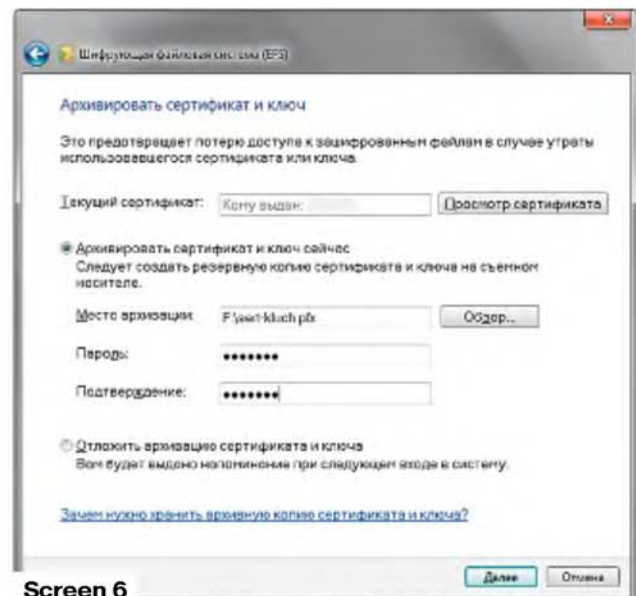 Шифрующая файловая система (EFS)
Архивировать сертификат и ключ
Это предотвращает потерю доступа к зашифрованным файлам в случае утраты
использовавшегося сертификата или ключа.
Текущий сертификат: Кому выдан: Просмотр сертификата
Архивировать сертификат и ключ сейчас
Следует создать резервную копию сертификата и ключа на съемном
носителе.
Место архивации: F:\sert-kluch.pfx Обзор...
Пароль: •••••••
Подтверждение: •••••••
Отложить архивацию сертификата и ключа
Вам будет выдано напоминание при следующем входе в систему.
Зачем нужно хранить архивную копию сертификата и ключа?
Далее Отмена
Screen 6